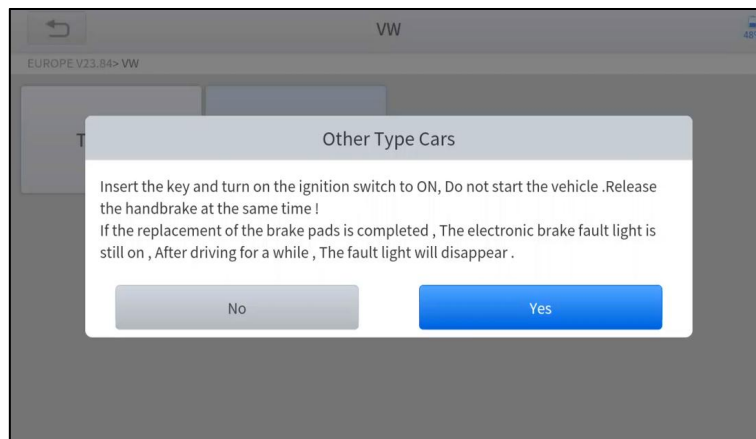 VW
EUROPE V23.84> VW
Other Type Cars
Insert the key and turn on the ignition switch to ON, Do not start the vehicle .Release
the handbrake at the same time !
If the replacement of the brake pads is completed , The electronic brake fault light is
still on , After driving for a while , The fault light will disappear .
No
Yes